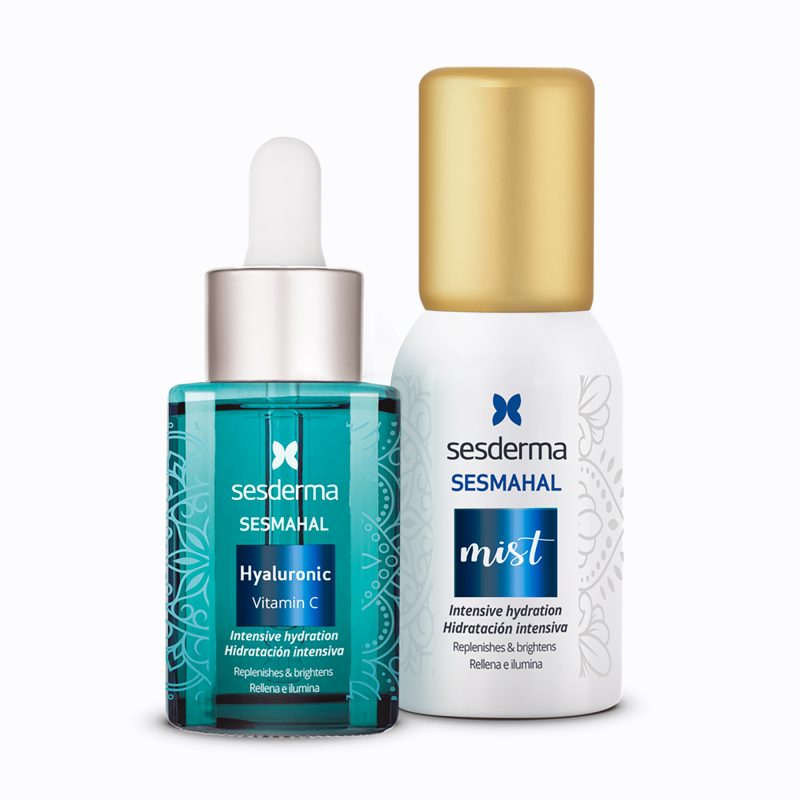 sesderma
SESMAHAL
Hyaluronic
Vitamin C
Intensive hydration
Hidratación intensiva
Replenishes & brightens
Rellena e ilumina
sesderma
SESMAHAL
mist
Intensive hydration
Hidratación intensiva
Replenishes & brightens
Rellena e ilumina